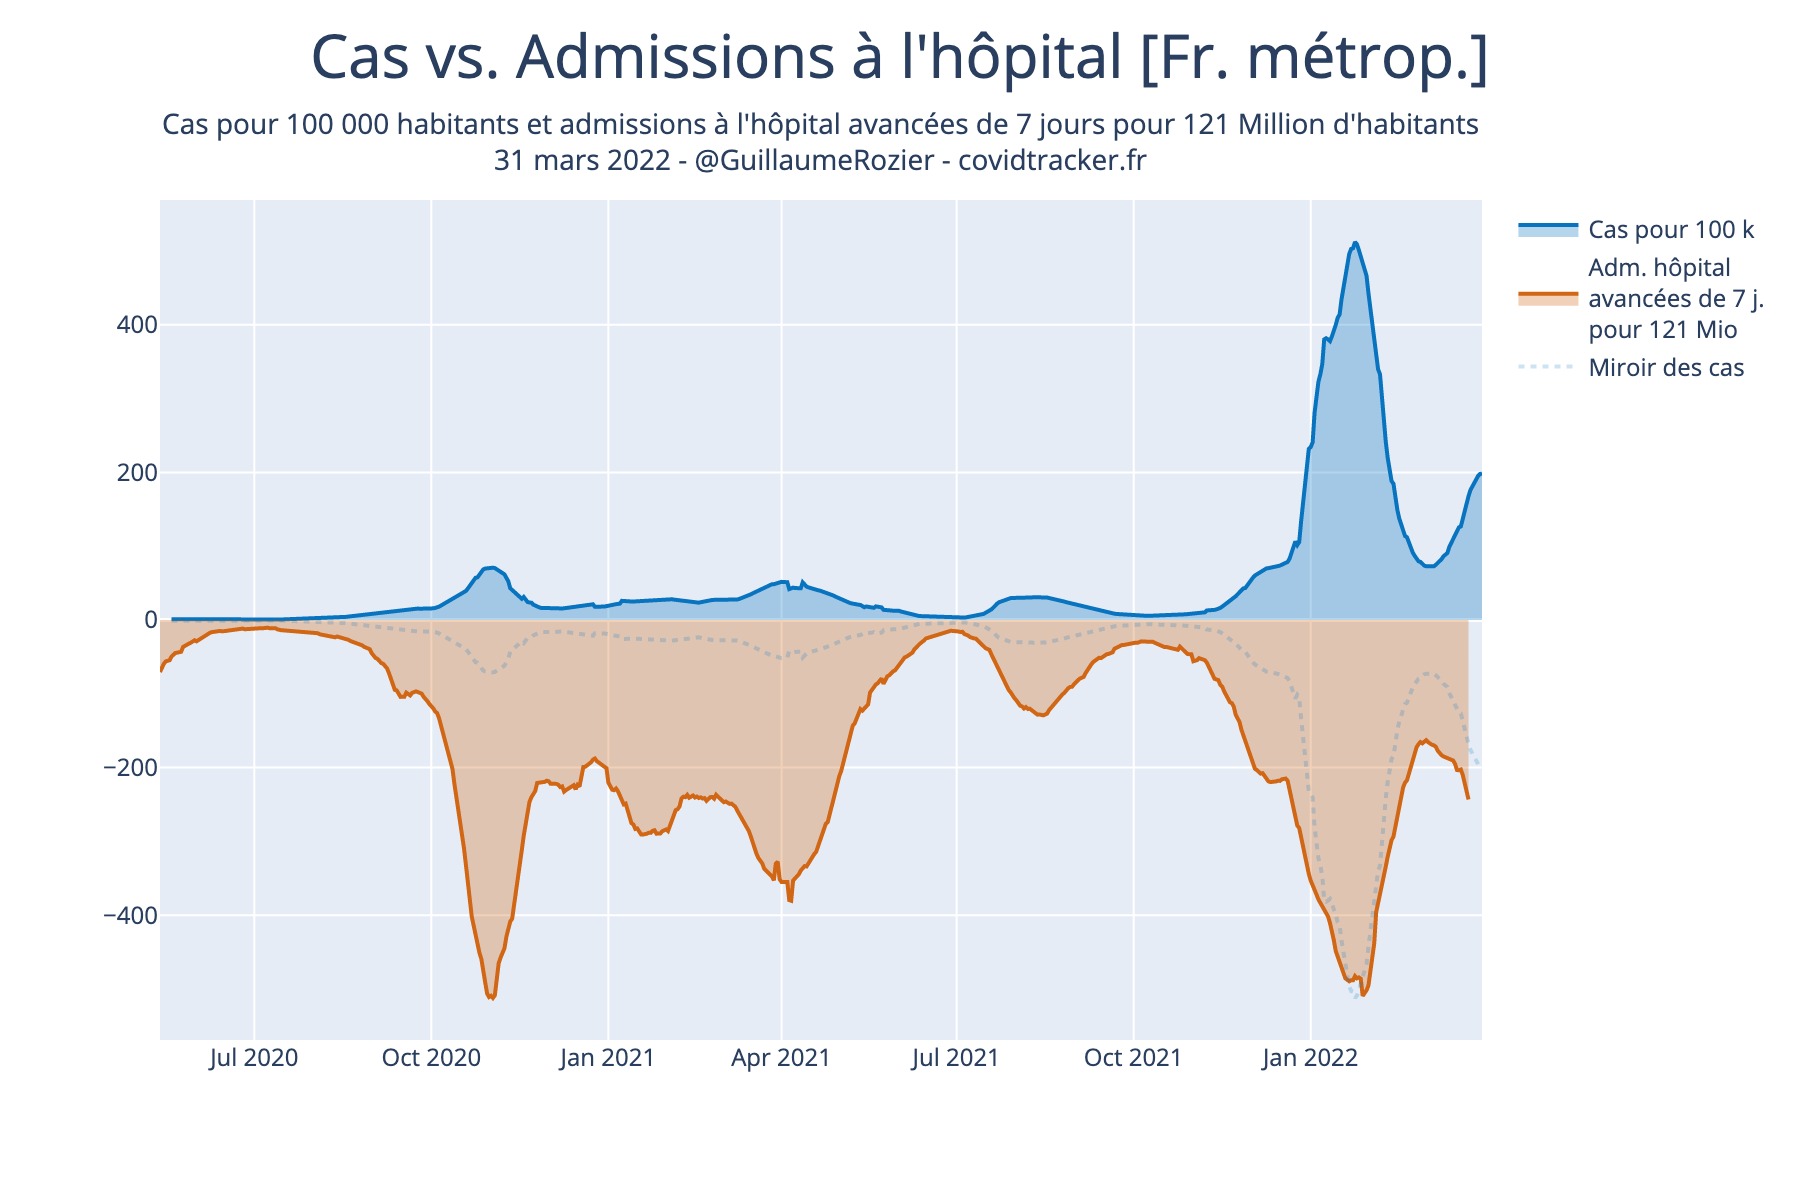 Cas vs. Admissions à l'hôpital [Fr. métrop.]
Cas pour 100 000 habitants et admissions à l'hôpital avancées de 7 jours pour 121 Million d'habitants
31 mars 2022 - @GuillaumeRozier - covidtracker.fr
Cas pour 100 k
Adm. hôpital
avancées de 7 j.
pour 121 Mio
Miroir des cas
400
200
0
−200
−400
Jul 2020
Oct 2020
Jan 2021
Apr 2021
Jul 2021
Oct 2021
Jan 2022